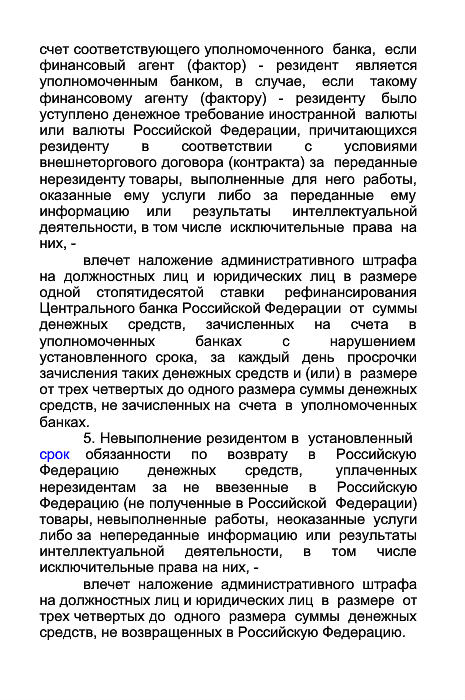 счет соответствующего уполномоченного банка, если
финансовый агент (фактор) - резидент является
уполномоченным банком, в случае, если такому
финансовому агенту (фактору) - резиденту было
уступлено денежное требование иностранной валюты
или валюты Российской Федерации, причитающихся
резиденту в соответствии с условиями
внешнеторгового договора (контракта) за переданные
нерезиденту товары, выполненные для него работы,
оказанные ему услуги либо за переданные ему
информацию или результаты интеллектуальной
деятельности, в том числе исключительные права на
них, -
влечет наложение административного штрафа
на должностных лиц и юридических лиц в размере
одной стопятидесятой ставки рефинансирования
Центрального банка Российской Федерации от суммы
денежных средств, зачисленных на счета в
уполномоченных банках с нарушением
установленного срока, за каждый день просрочки
зачисления таких денежных средств и (или) в размере
от трех четвертых до одного размера суммы денежных
средств, не зачисленных на счета в уполномоченных
банках.
5. Невыполнение резидентом в установленный
срок обязанности по возврату в Российскую
Федерацию денежных средств, уплаченных
нерезидентам за не ввезенные в Российскую
Федерацию (не полученные в Российской Федерации)
товары, невыполненные работы, неоказанные услуги
либо за непереданные информацию или результаты
интеллектуальной деятельности, в том числе
исключительные права на них, -
влечет наложение административного штрафа
на должностных лиц и юридических лиц в размере от
трех четвертых до одного размера суммы денежных
средств, не возвращенных в Российскую Федерацию.